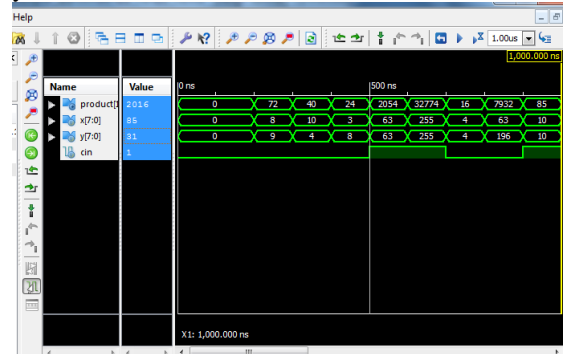 Help
1.00us
1,000.000 ns
Name Value 0 ns 500 ns
product[1 2016 0 72 40 24 2054 32774 16 7932 85
x[7:0] 85 0 8 10 3 63 255 4 63 10
y[7:0] 31 0 9 4 8 63 255 4 196 10
cin 1
X1: 1,000.000 ns